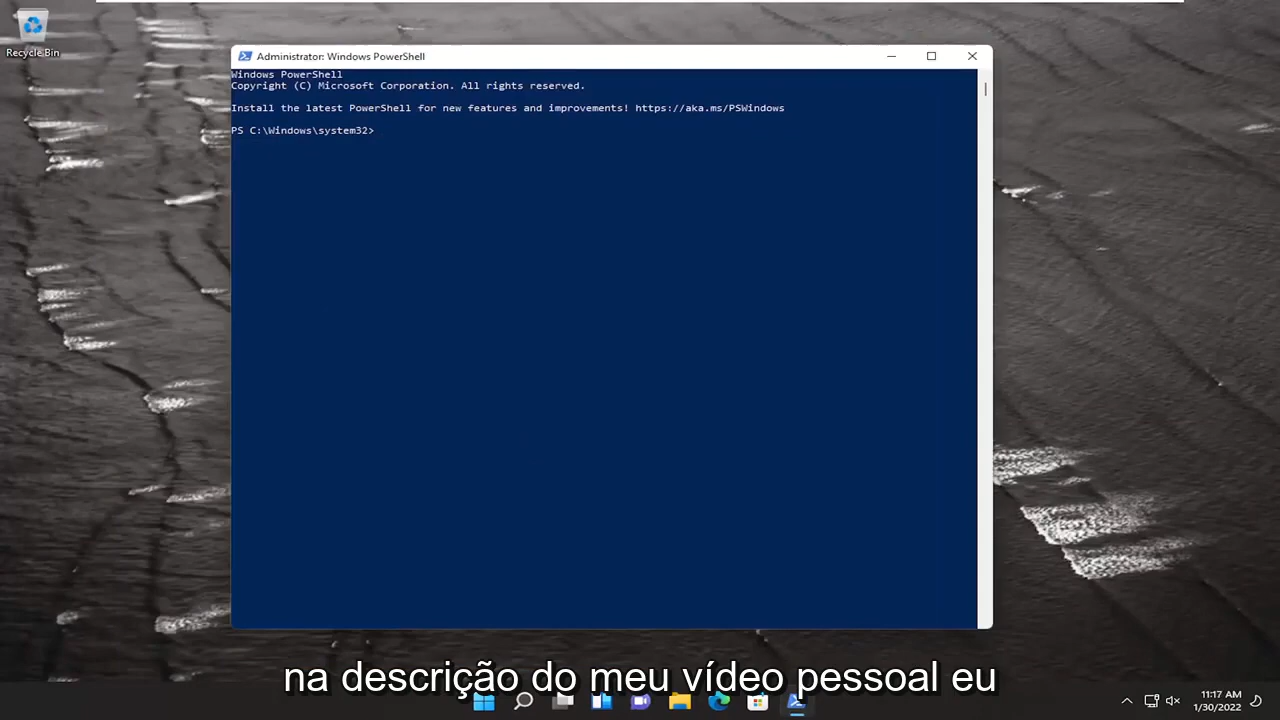 Recycle Bin
Administrator: Windows PowerShell
Windows PowerShell
Copyright (C) Microsoft Corporation. All rights reserved.
Install the latest PowerShell for new features and improvements! https://aka.ms/PSWindows
PS C:\Windows\system32>
na descrição do meu vídeo pessoal eu
11:17 AM
1/30/2022